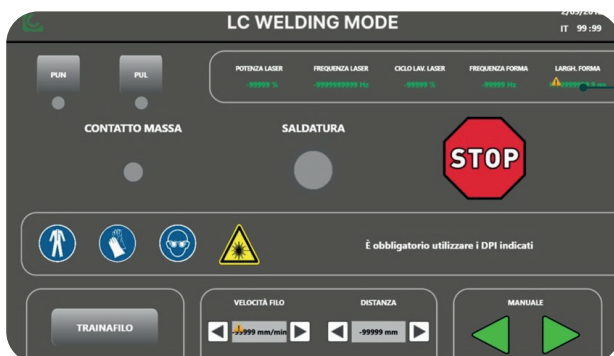 LC WELDING MODE
IT 99:99
PUN
PUL
POTENZA LASER
FREQUENZA LASER
CICLO LAV. LASER
FREQUENZA FORMA
LARGH. FORMA
-99999 %
-9999999999 Hz
-99999 %
-99999 Hz
CONTATTO MASSA
SALDATURA
STOP
È obbligatorio utilizzare i DPI indicati
VELOCITÀ FILO
DISTANZA
MANUALE
TRAINAFILO
-99999 mm/min
-99999 mm